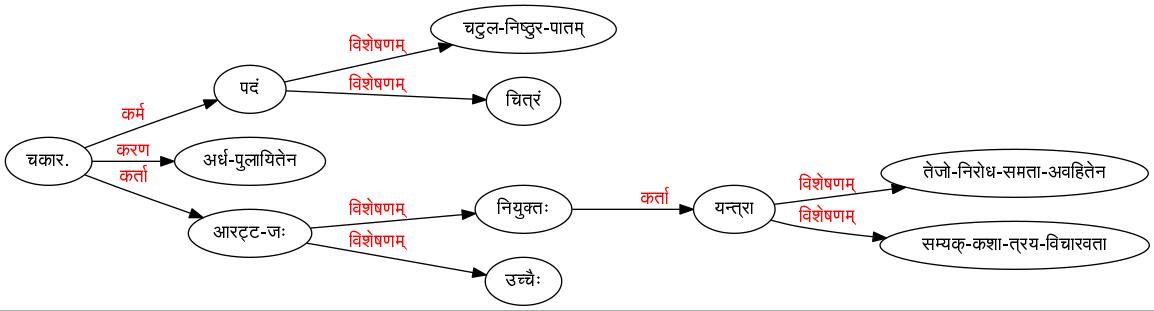 चटुल-निष्ठुर-पातम्
विशेषणम्
पदं
विशेषणम्
चित्रं
कर्म
चकार.
करण
अर्ध-पुलायितेन
कर्ता
तेजो-निरोध-समता-अवहितेन
विशेषणम्
नियुक्तः
कर्ता
यन्त्रा
विशेषणम्
विशेषणम्
आरट्ट-जः
विशेषणम्
सम्यक्-कशा-त्रय-विचारवता
उच्चैः